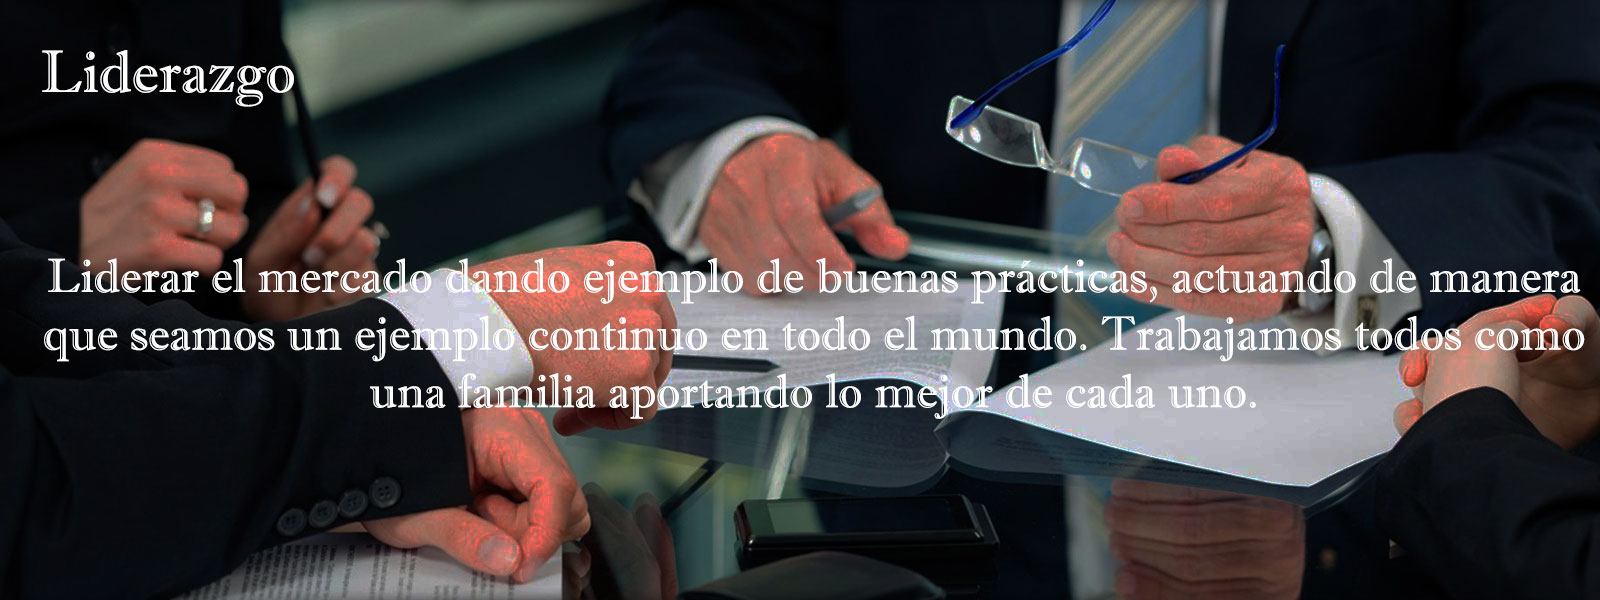 Liderazgo
Liderar el mercado dando ejemplo de buenas prácticas, actuando de manera
que seamos un ejemplo continuo en todo el mundo. Trabajamos todos como
una familia aportando lo mejor de cada uno.